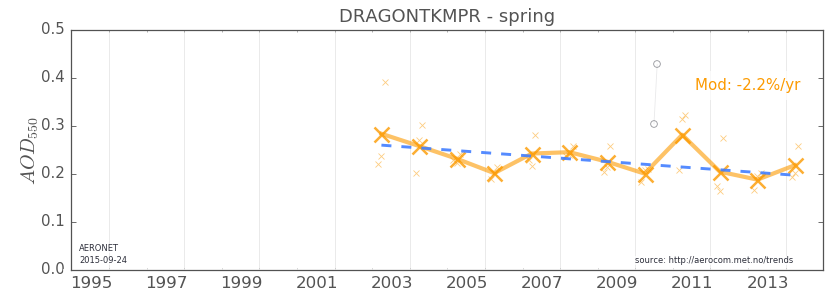 DRAGONTKMPR - spring
0.5
0.4
0.3
0.2
0.1
0.0
AOD550
Mod: -2.2%/yr
AERONET
2015-09-24
source: http://aerocom.met.no/trends
1995 1997 1999 2001 2003 2005 2007 2009 2011 2013